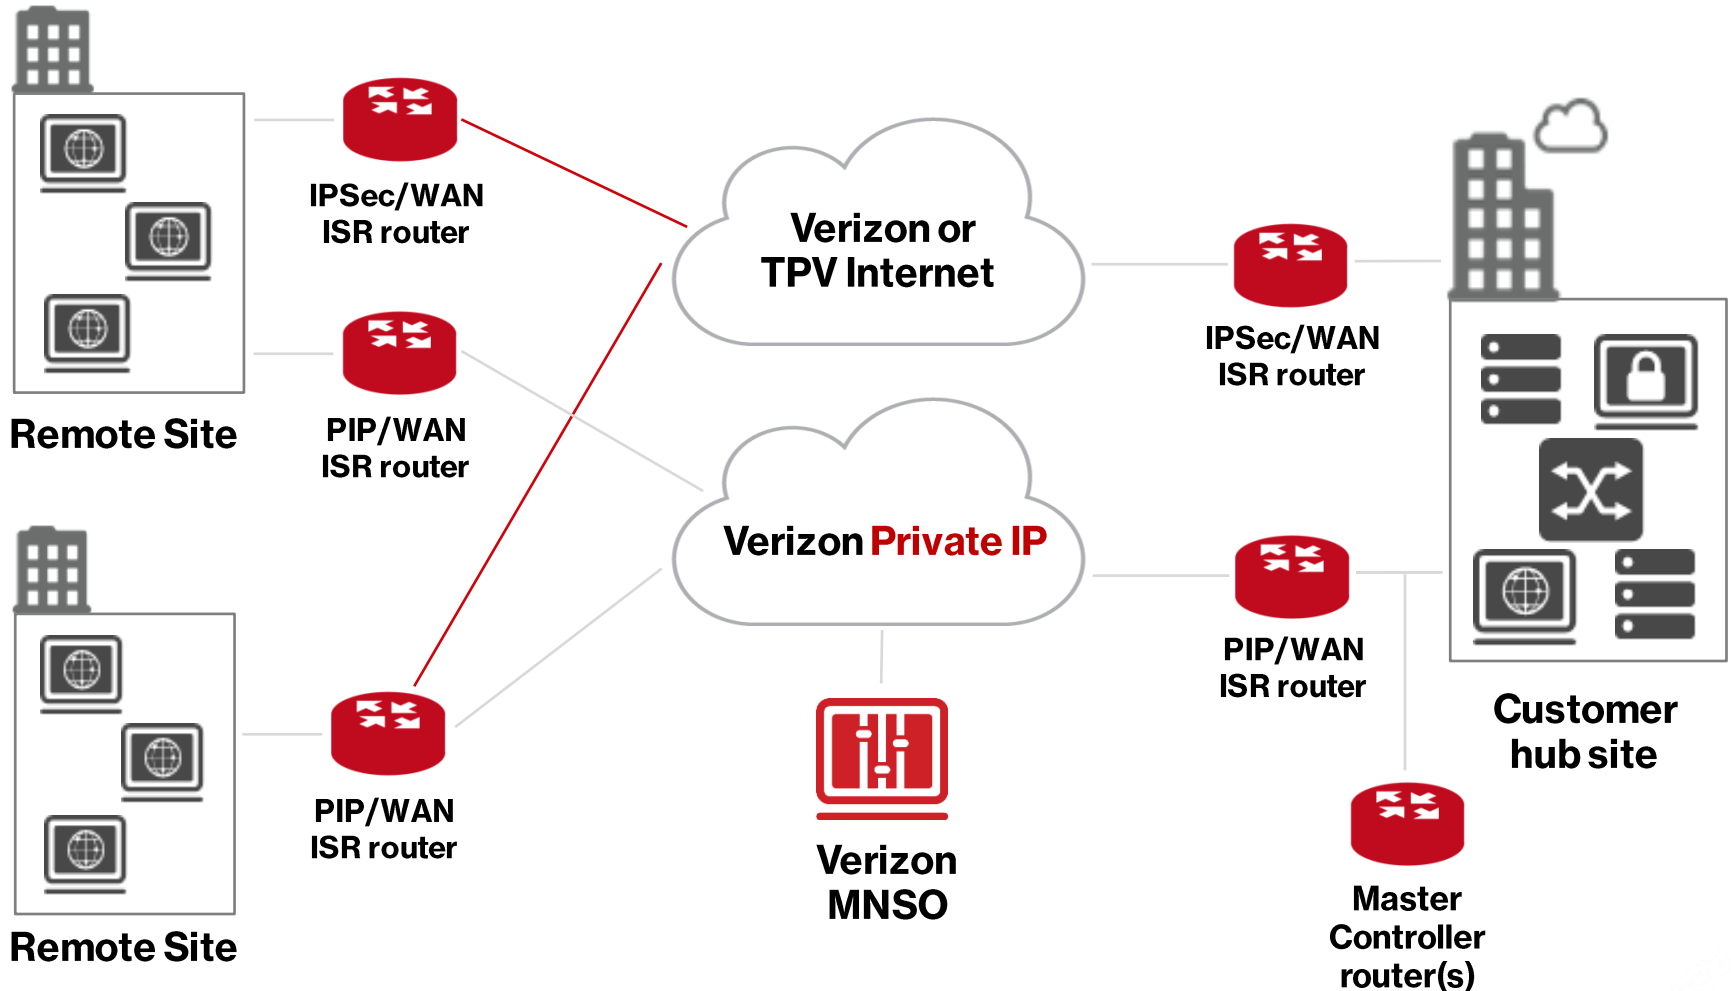 IPSec/WAN
ISR router
Remote Site
PIP/WAN
ISR router
Remote Site
PIP/WAN
ISR router
Verizon or
TPV Internet
Verizon Private IP
Verizon
MNSO
IPSec/WAN
ISR router
PIP/WAN
ISR router
Customer
hub site
Master
Controller
router(s)